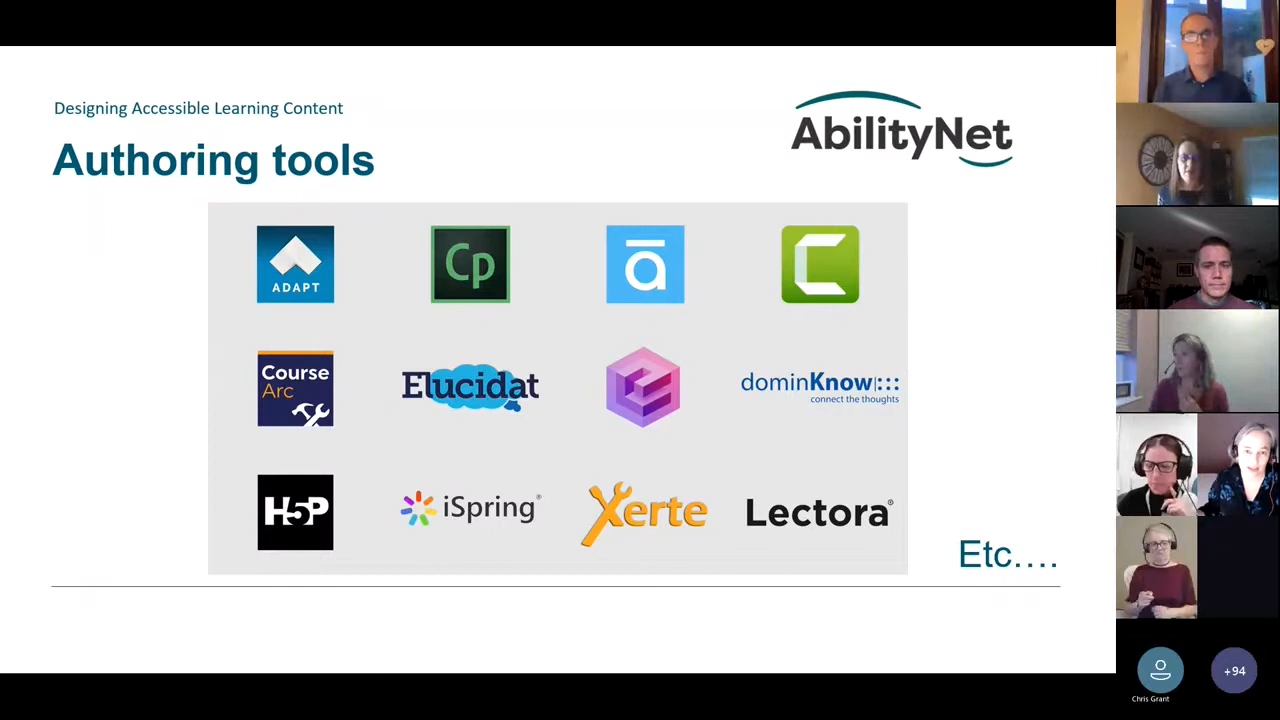 Designing Accessible Learning Content
Authoring tools
AbilityNet
ADAPT
Cp
ā
C
Course
Arc
Elucidat
dominKnow|:::
connect the thoughts
H5P
iSpring®
Xerte
Lectora®
Etc....
+94
Chris Grant